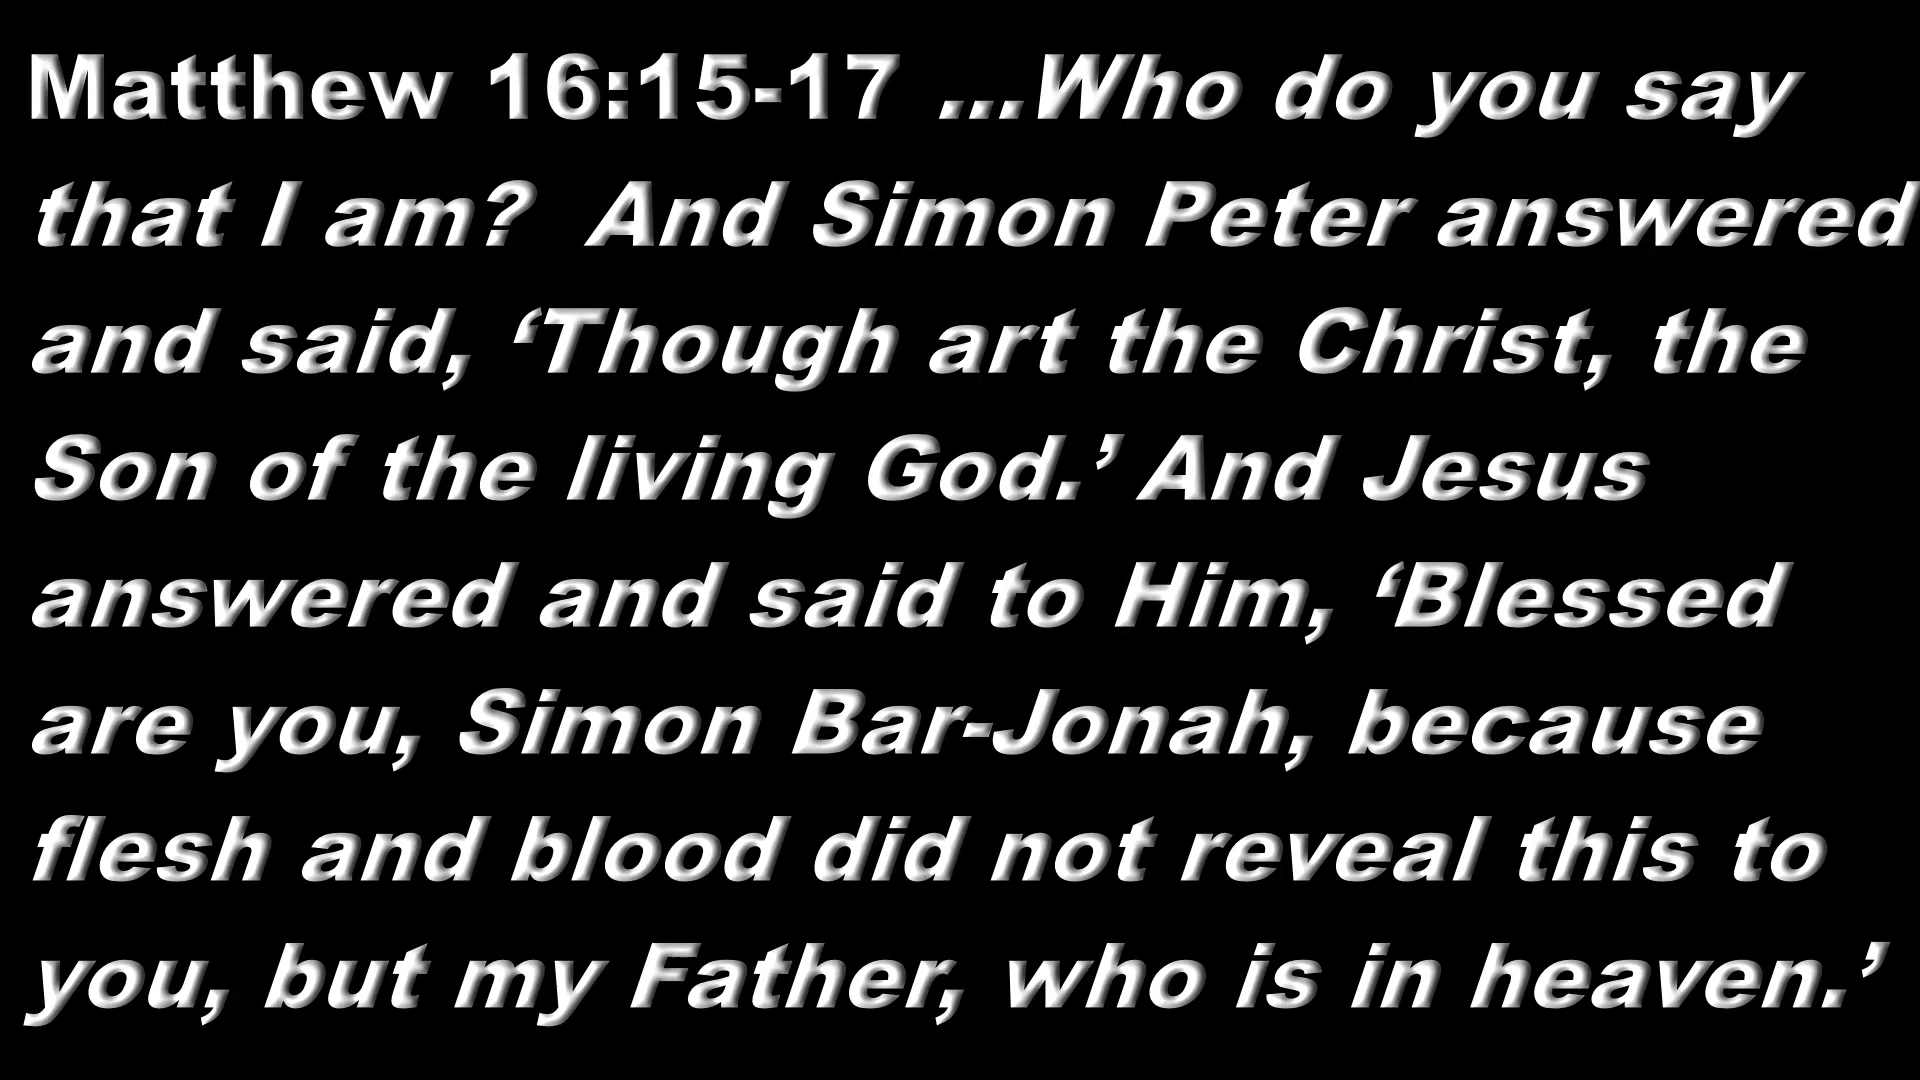 Matthew 16:15-17 ...Who do you say
that I am?  And Simon Peter answered
and said, ‘Though art the Christ, the
Son of the living God.’ And Jesus
answered and said to Him, ‘Blessed
are you, Simon Bar-Jonah, because
flesh and blood did not reveal this to
you, but my Father, who is in heaven.’